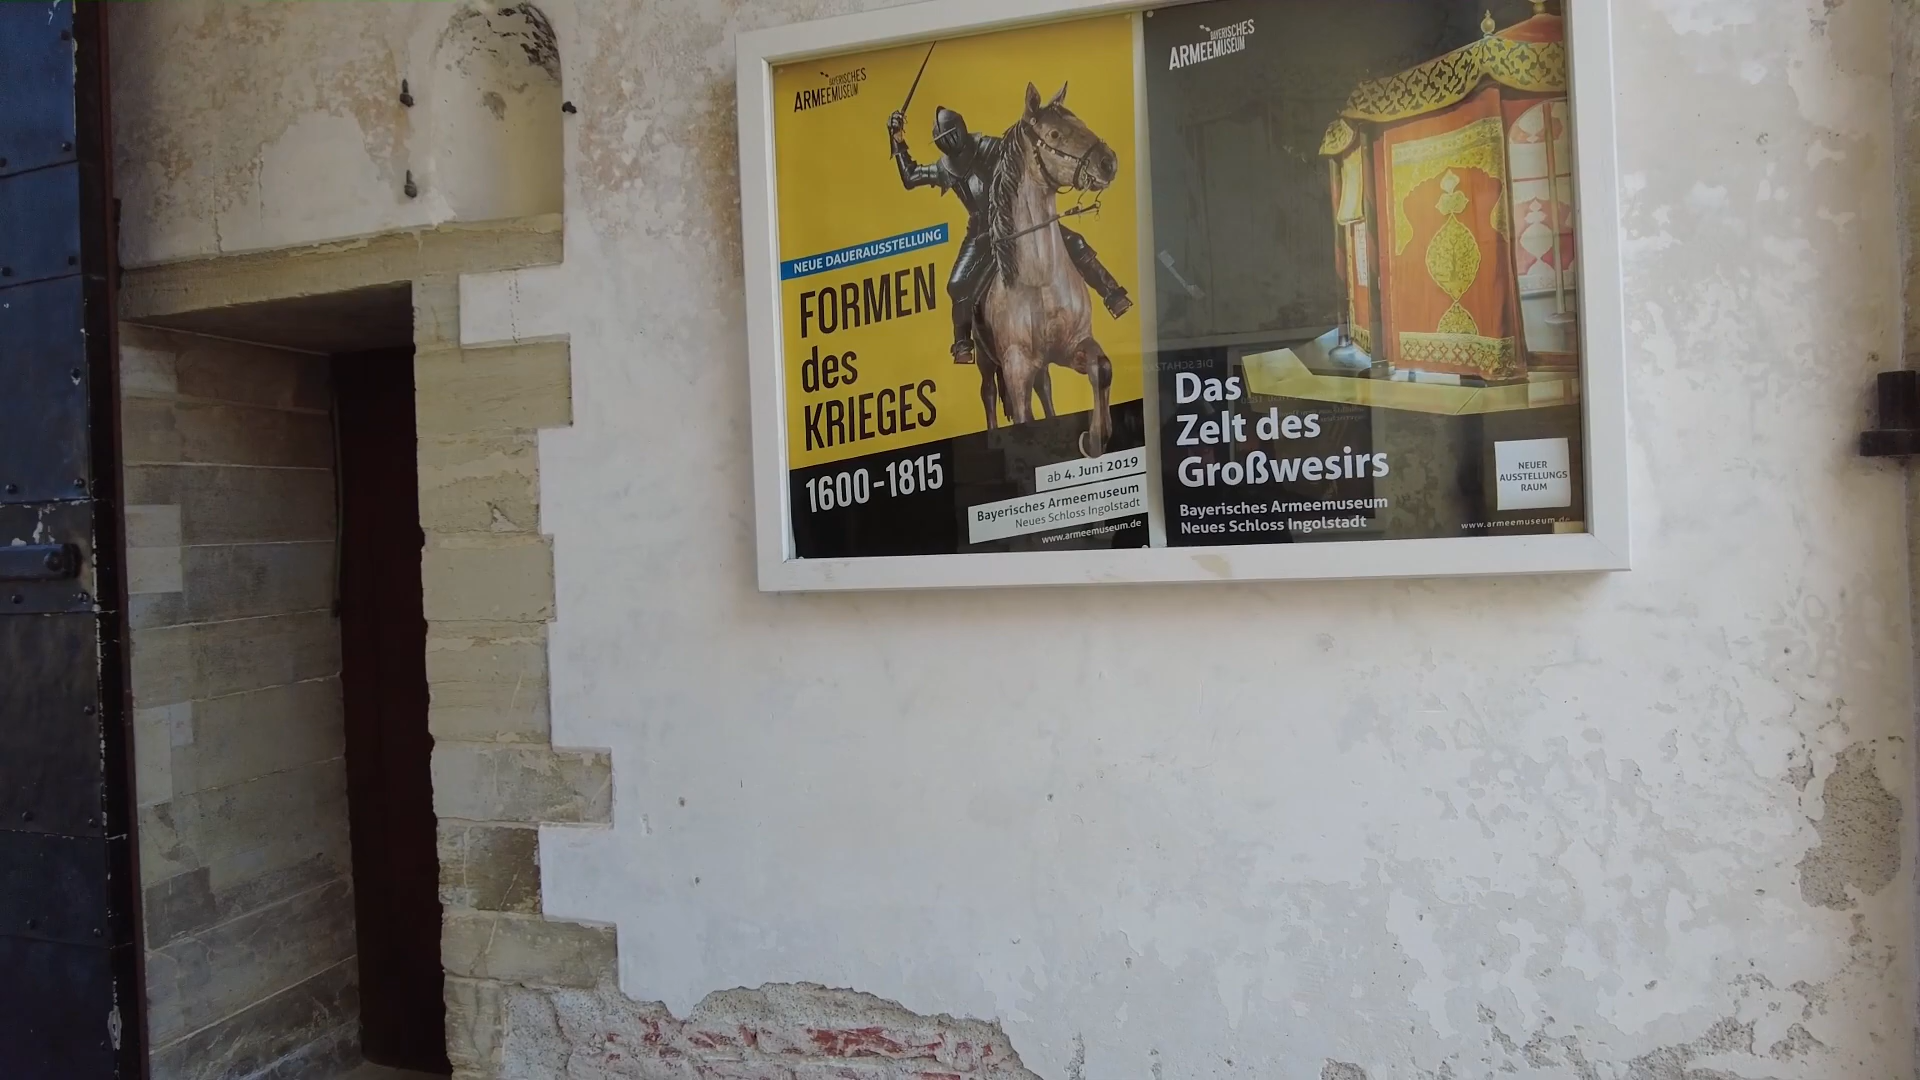 BAYERISCHES
ARMEEMUSEUM
NEUE DAUERAUSSTELLUNG
FORMEN
des
KRIEGES
1600-1815
ab 4. Juni 2019
Bayerisches Armeemuseum
Neues Schloss Ingolstadt
www.armeemuseum.de
BAYERISCHES
ARMEEMUSEUM
Das
Zelt des
Großwesirs
Bayerisches Armeemuseum
Neues Schloss Ingolstadt
NEUER
AUSSTELLUNGS
RAUM
www.armeemuseum.de